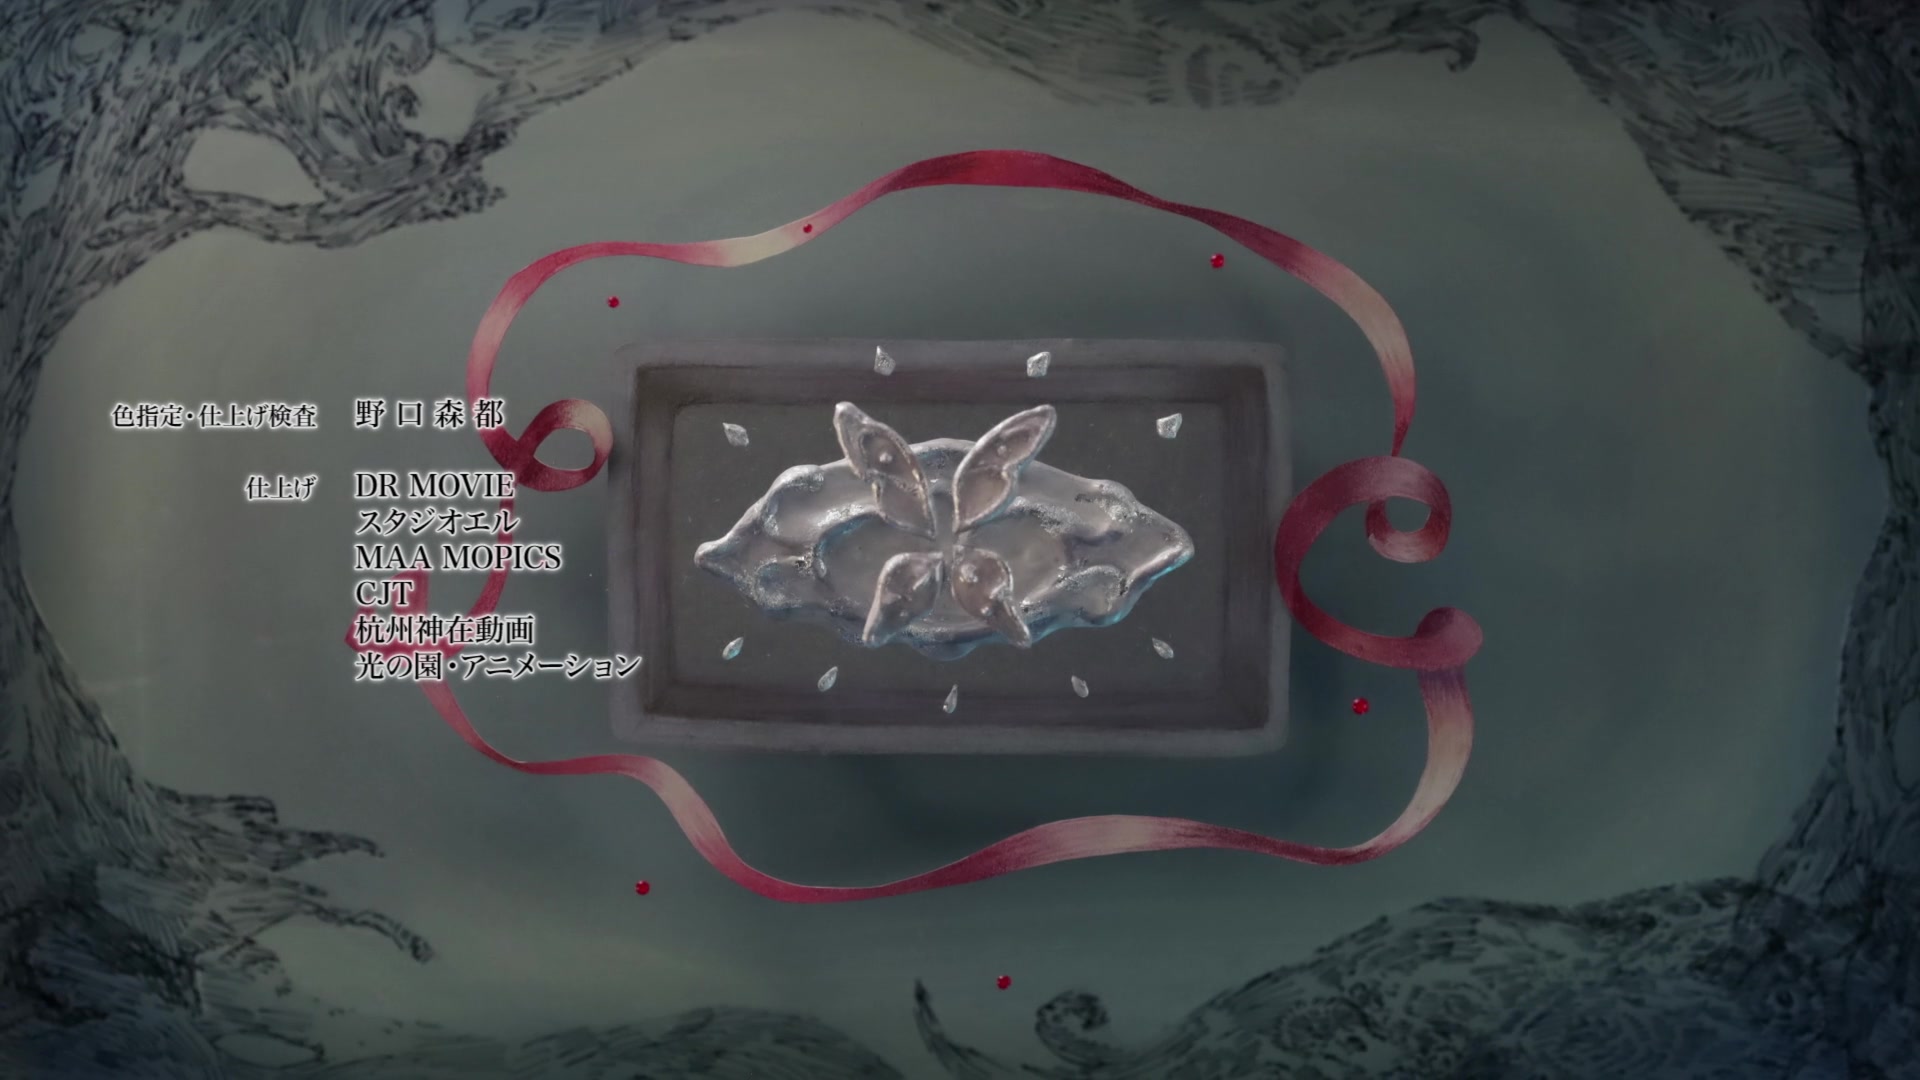 色指定・仕上げ検査 野口森都
仕上げ DR MOVIE
スタジオエル
MAA MOPICS
CJT
杭州神在動画
光の園・アニメーション